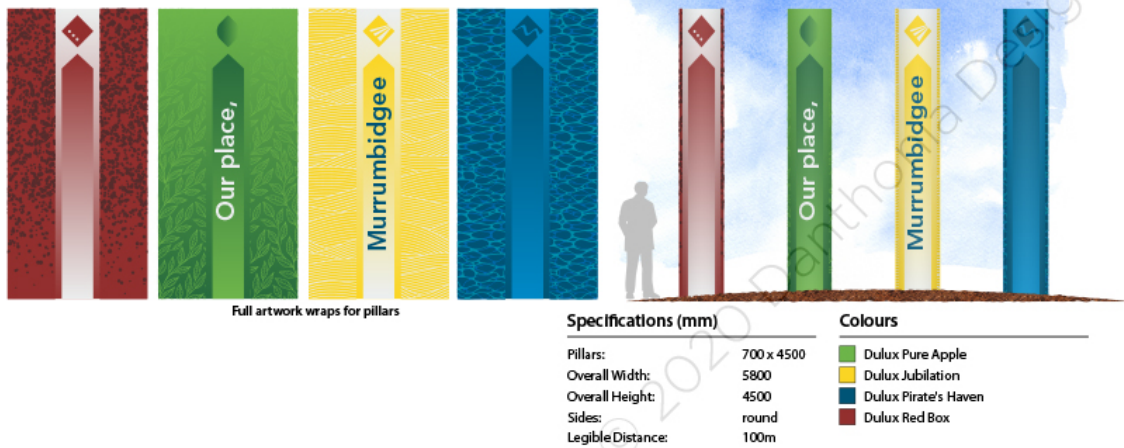 Our place,
Murrumbidgee
Our place,
Murrumbidgee
Full artwork wraps for pillars
Specifications (mm)
Pillars: 700 x 4500
Overall Width: 5800
Overall Height: 4500
Sides: round
Legible Distance: 100m
Colours
Dulux Pure Apple
Dulux Jubilation
Dulux Pirate's Haven
Dulux Red Box
© 2020 Danthonia Desig